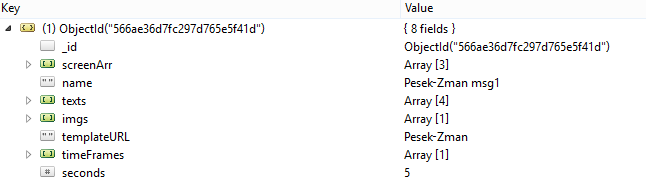 Key Value
(1) ObjectId("566ae36d7fc297d765e5f41d") { 8 fields }
_id ObjectId("566ae36d7fc297d765e5f41d")
screenArr Array [3]
name Pesek-Zman msg1
texts Array [4]
imgs Array [1]
templateURL Pesek-Zman
timeFrames Array [1]
# seconds 5